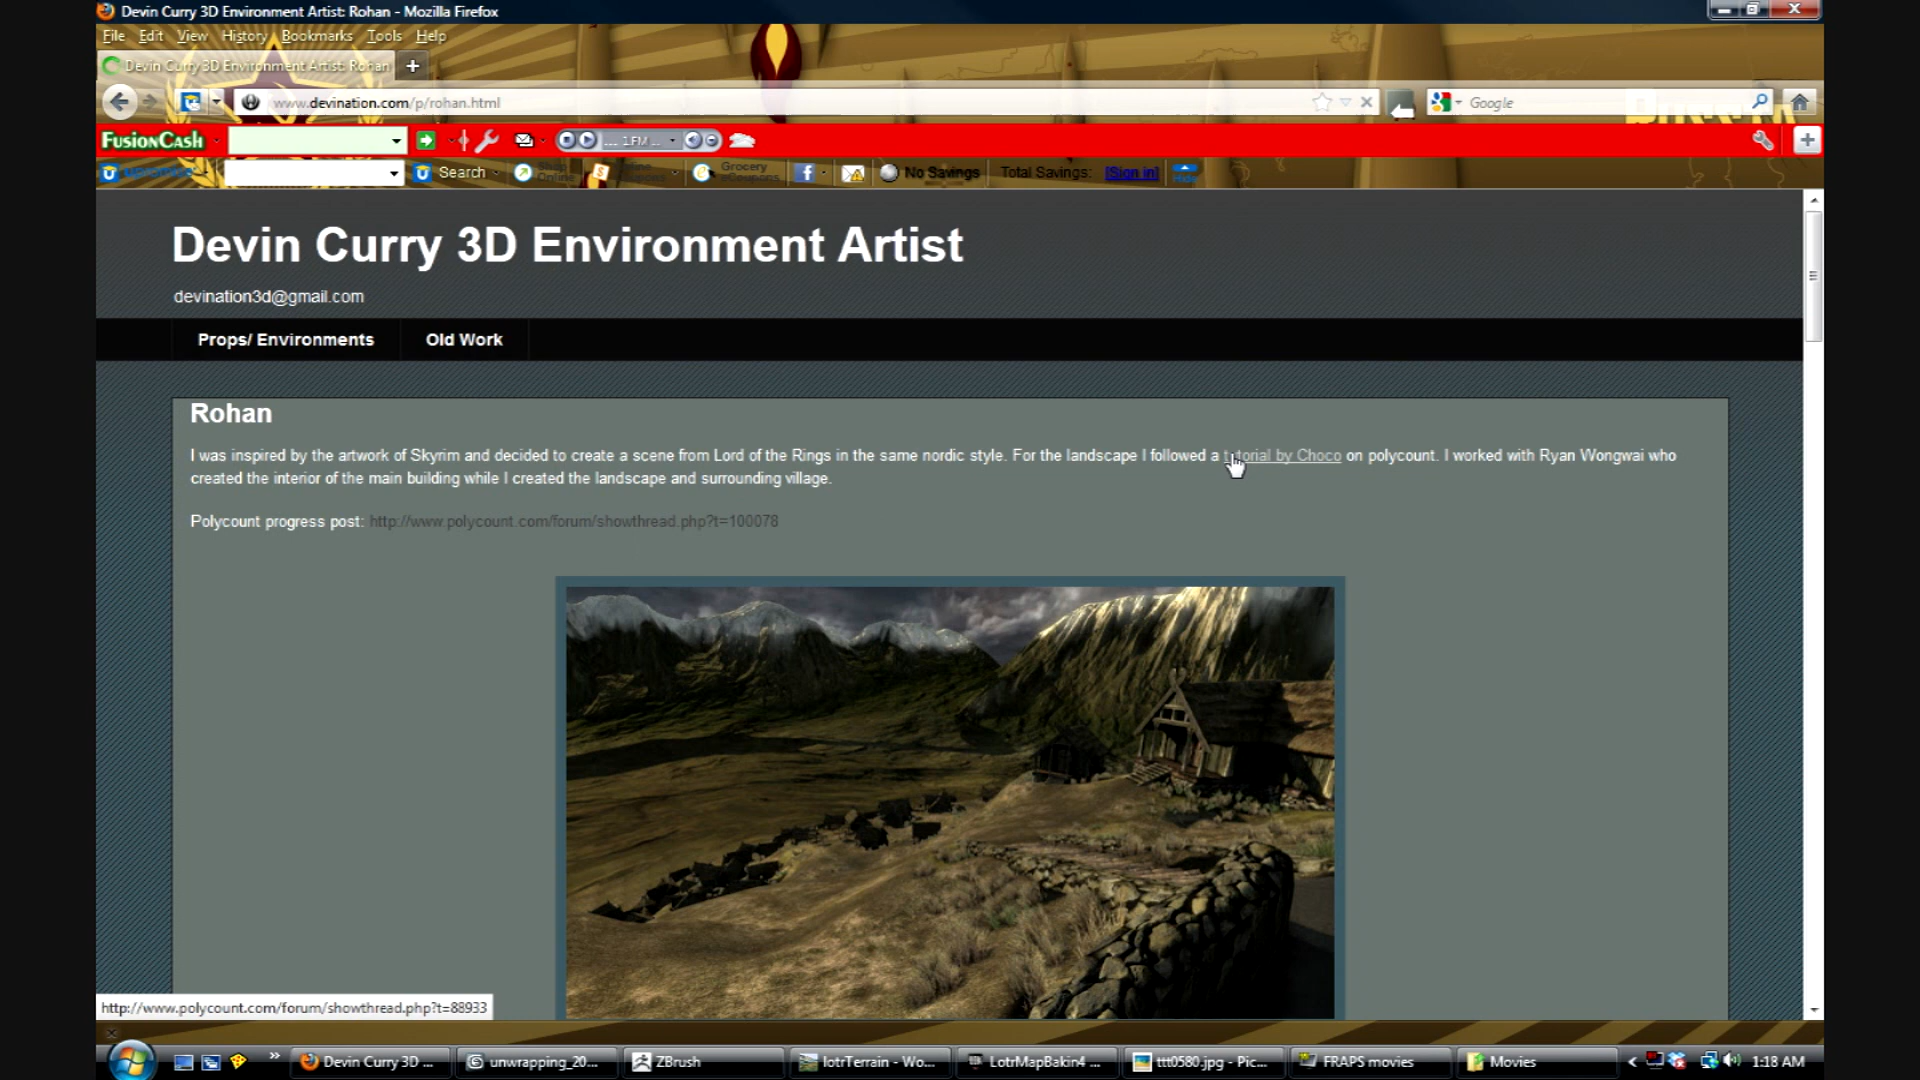 Devin Curry 3D Environment Artist: Rohan - Mozilla Firefox
File Edit View History Bookmarks Tools Help
Devin Curry 3D Environment Artist: Rohan
www.devination.com/p/rohan.html
Google
FusionCash
Search
Shop Online
Grocery eCoupons
No Savings
Total Savings:
[Sign in]
Hide
Devin Curry 3D Environment Artist
devination3d@gmail.com
Props/ Environments
Old Work
Rohan
I was inspired by the artwork of Skyrim and decided to create a scene from Lord of the Rings in the same nordic style. For the landscape I followed a tutorial by Choco on polycount. I worked with Ryan Wongwai who
created the interior of the main building while I created the landscape and surrounding village.
Polycount progress post: http://www.polycount.com/forum/showthread.php?t=100078
http://www.polycount.com/forum/showthread.php?t=88933
Devin Curry 3D ...
unwrapping_20...
ZBrush
lotrTerrain - Wo...
LotrMapBakin4 ...
ttt0580.jpg - Pic...
FRAPS movies
Movies
1:18 AM